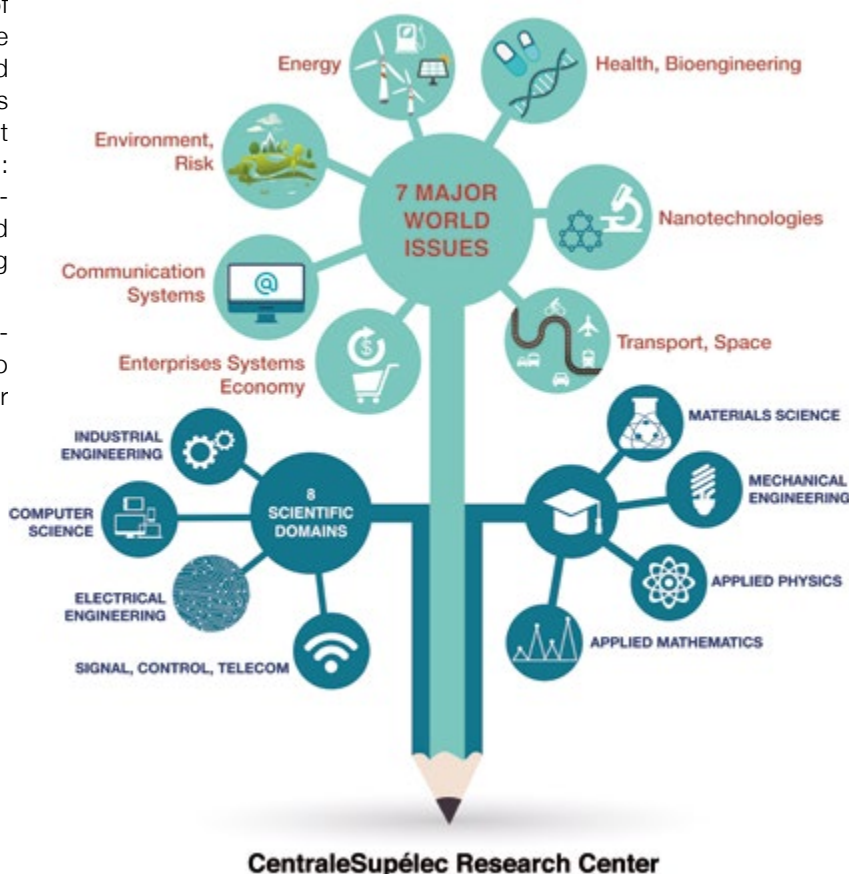 Energy
Health, Bioengineering
Environment,
Risk
7 MAJOR
WORLD
ISSUES
Nanotechnologies
Communication
Systems
@
Transport, Space
Enterprises Systems
Economy
$
INDUSTRIAL
ENGINEERING
MATERIALS SCIENCE
8
SCIENTIFIC
DOMAINS
MECHANICAL
ENGINEERING
COMPUTER
SCIENCE
ELECTRICAL
ENGINEERING
APPLIED PHYSICS
SIGNAL, CONTROL, TELECOM
APPLIED MATHEMATICS
CentraleSupélec Research Center